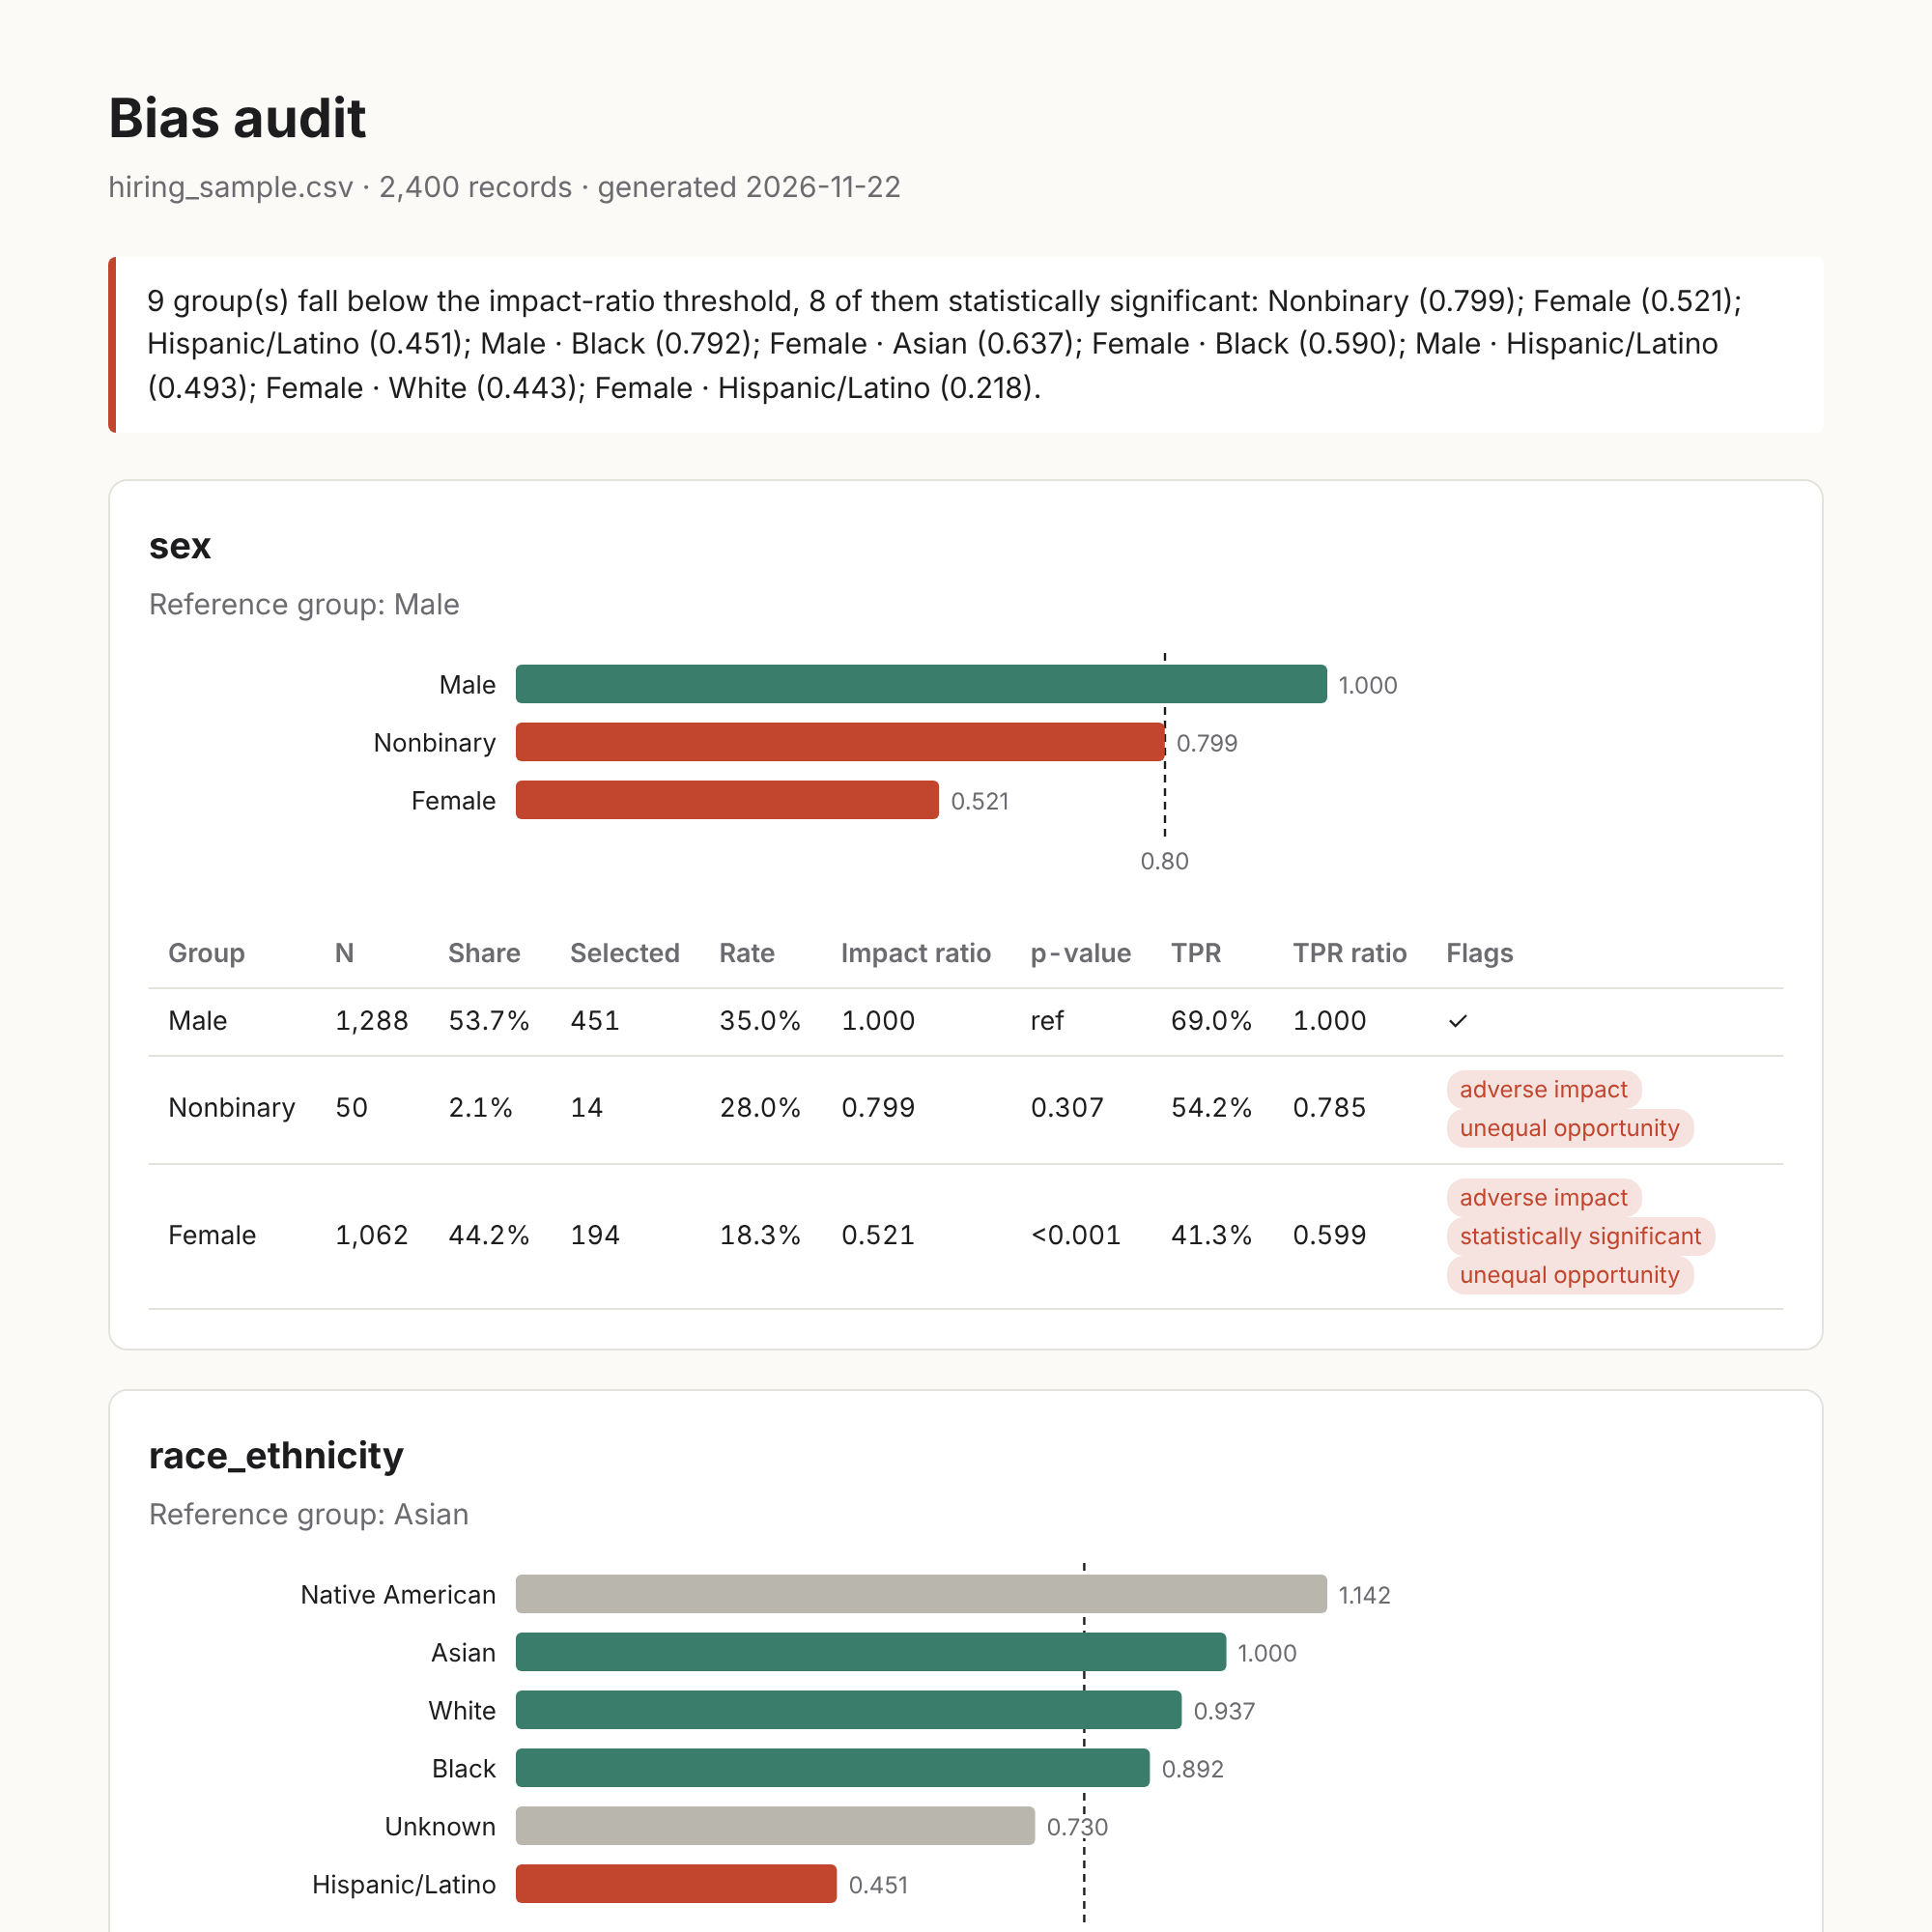 Bias audit
hiring_sample.csv · 2,400 records · generated 2026-11-22
9 group(s) fall below the impact-ratio threshold, 8 of them statistically significant: Nonbinary (0.799); Female (0.521);
Hispanic/Latino (0.451); Male · Black (0.792); Female · Asian (0.637); Female · Black (0.590); Male · Hispanic/Latino
(0.493); Female · White (0.443); Female · Hispanic/Latino (0.218).
sex
Reference group: Male
Male 1.000
Nonbinary 0.799
Female 0.521
0.80
Group N Share Selected Rate Impact ratio p-value TPR TPR ratio Flags
Male 1,288 53.7% 451 35.0% 1.000 ref 69.0% 1.000 ✓
Nonbinary 50 2.1% 14 28.0% 0.799 0.307 54.2% 0.785 adverse impact
unequal opportunity
Female 1,062 44.2% 194 18.3% 0.521 <0.001 41.3% 0.599 adverse impact
statistically significant
unequal opportunity
race_ethnicity
Reference group: Asian
Native American 1.142
Asian 1.000
White 0.937
Black 0.892
Unknown 0.730
Hispanic/Latino 0.451